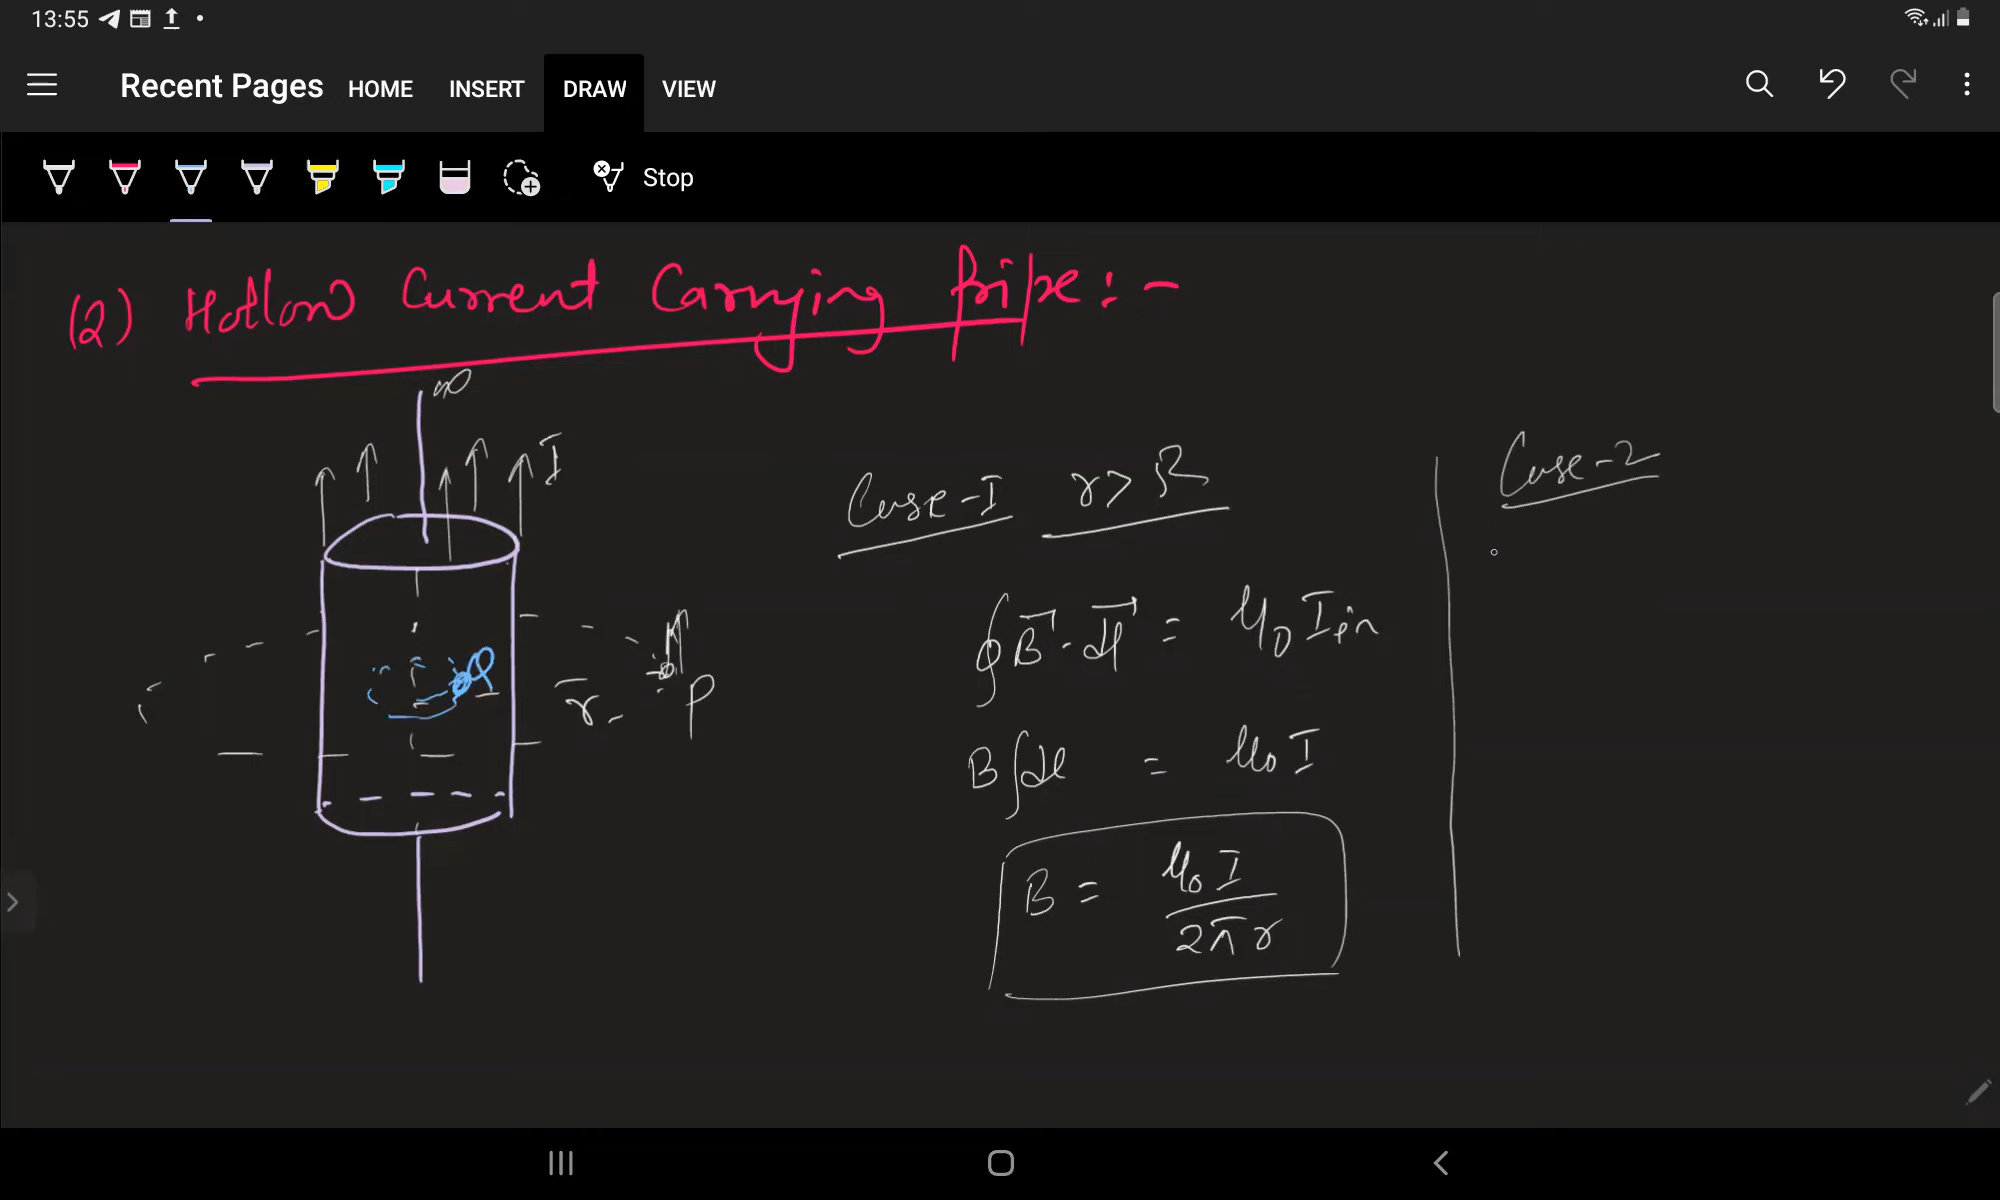 13:55
Recent Pages HOME INSERT DRAW VIEW
Stop
(2) Hollow Current Carrying Pipe:-
∞
I
Case-I r>R
Case-2
∮B⃗·dl⃗ = μ₀ Iin
r P
B∫dl = μ₀ I
B = μ₀ I / 2πr